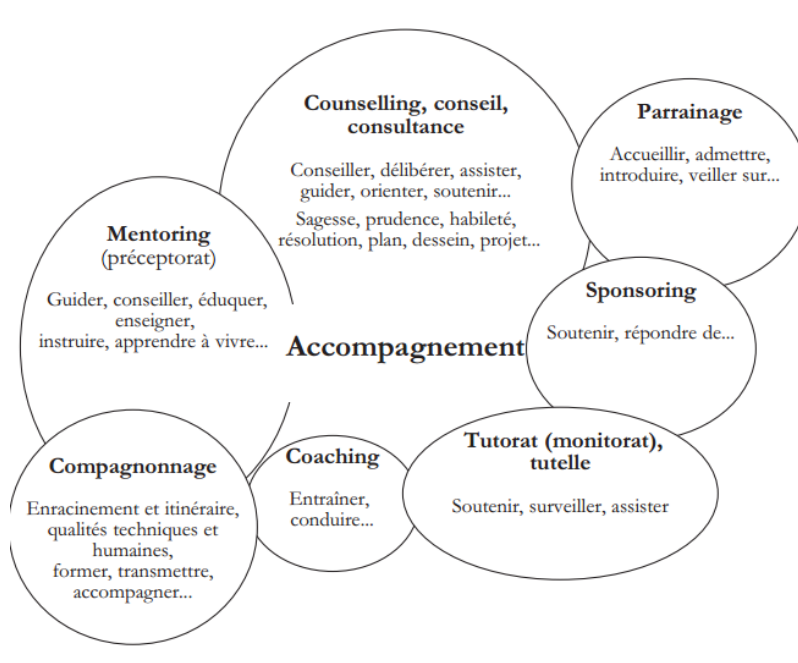 Counselling, conseil,
consultance
Conseiller, délibérer, assister,
guider, orienter, soutenir...
Sagesse, prudence, habileté,
résolution, plan, dessein, projet...
Parrainage
Accueillir, admettre,
introduire, veiller sur...
Mentoring
(préceptorat)
Guider, conseiller, éduquer,
enseigner,
instruire, apprendre à vivre...
Sponsoring
Soutenir, répondre de...
Accompagnement
Compagnonnage
Enracinement et itinéraire,
qualités techniques et
humaines,
former, transmettre,
accompagner...
Coaching
Entraîner,
conduire...
Tutorat (monitorat),
tutelle
Soutenir, surveiller, assister